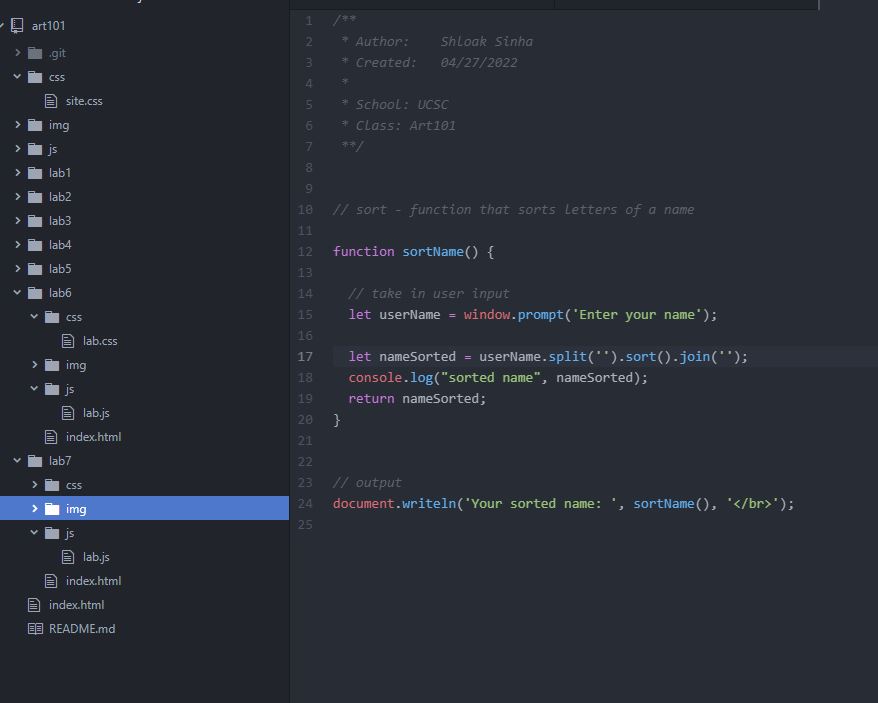 art101
.git
css
site.css
img
js
lab1
lab2
lab3
lab4
lab5
lab6
css
lab.css
img
js
lab.js
index.html
lab7
css
img
js
lab.js
index.html
index.html
README.md
1 /**
2 * Author: Shloak Sinha
3 * Created: 04/27/2022
4 *
5 * School: UCSC
6 * Class: Art101
7 **/
8
9
10 // sort - function that sorts letters of a name
11
12 function sortName() {
13
14 // take in user input
15 let userName = window.prompt('Enter your name');
16
17 let nameSorted = userName.split('').sort().join('');
18 console.log("sorted name", nameSorted);
19 return nameSorted;
20 }
21
22
23 // output
24 document.writeln('Your sorted name: ', sortName(), '</br>');
25